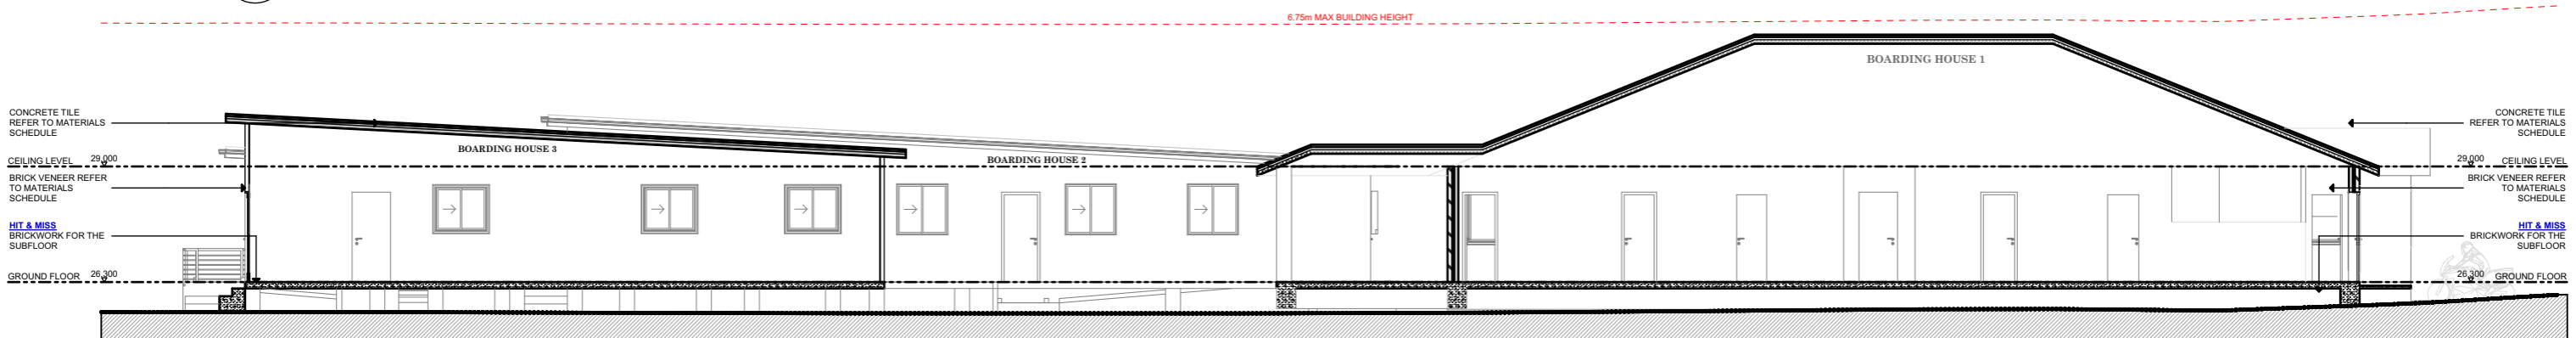 6.75m MAX BUILDING HEIGHT
BOARDING HOUSE 1
CONCRETE TILE
REFER TO MATERIALS
SCHEDULE
CONCRETE TILE
REFER TO MATERIALS
SCHEDULE
BOARDING HOUSE 3
BOARDING HOUSE 2
CEILING LEVEL 29,000
29,000 CEILING LEVEL
BRICK VENEER REFER
TO MATERIALS
SCHEDULE
BRICK VENEER REFER
TO MATERIALS
SCHEDULE
HIT & MISS
BRICKWORK FOR THE
SUBFLOOR
HIT & MISS
BRICKWORK FOR THE
SUBFLOOR
GROUND FLOOR 26,300
26,300 GROUND FLOOR